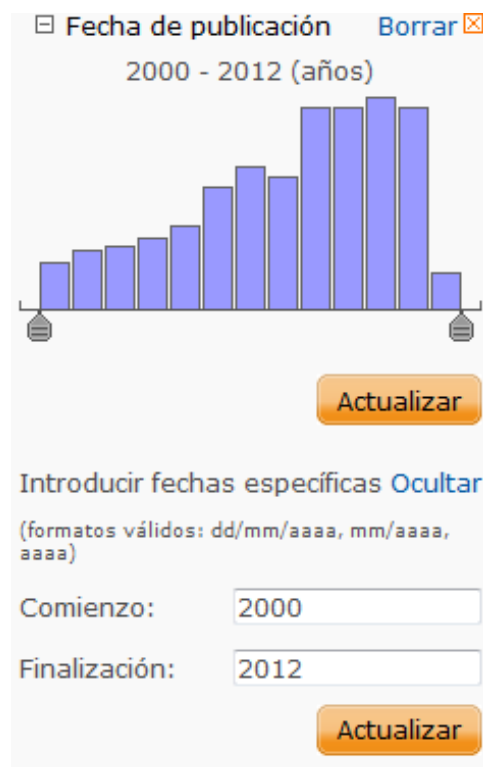 Fecha de publicación Borrar
2000 - 2012 (años)
Actualizar
Introducir fechas específicas Ocultar
(formatos válidos: dd/mm/aaaa, mm/aaaa,
aaaa)
Comienzo: 2000
Finalización: 2012
Actualizar